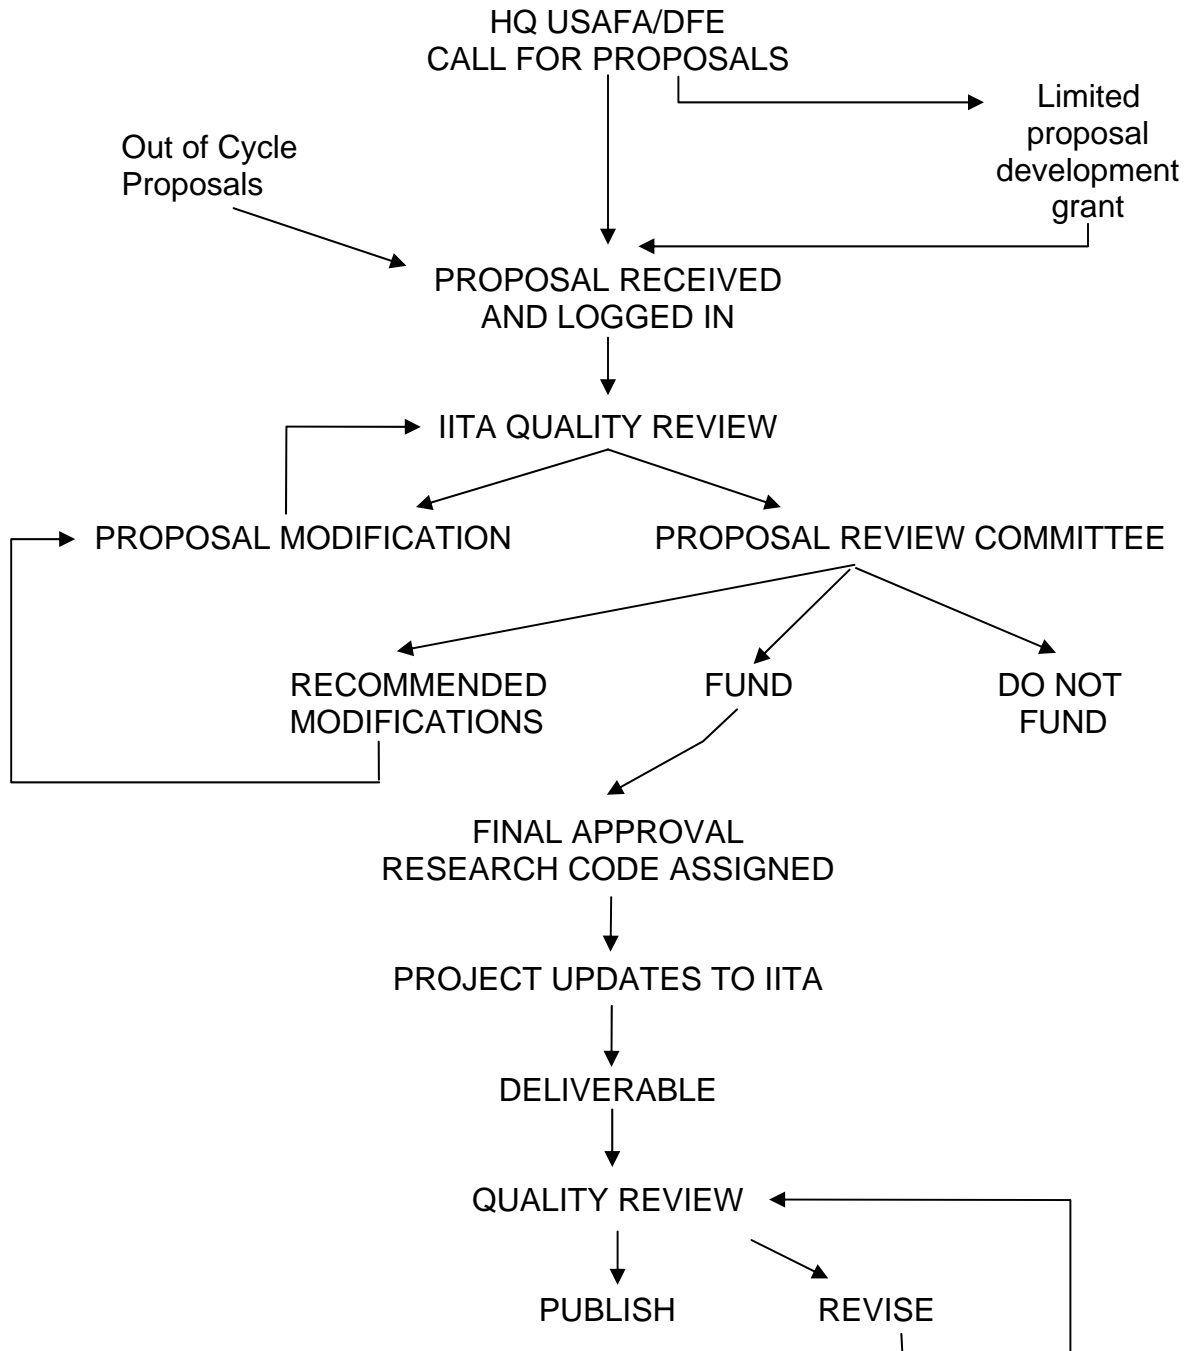 HQ USAFA/DFE
CALL FOR PROPOSALS
Limited
proposal
development
grant
Out of Cycle
Proposals
PROPOSAL RECEIVED
AND LOGGED IN
IITA QUALITY REVIEW
PROPOSAL MODIFICATION
PROPOSAL REVIEW COMMITTEE
RECOMMENDED
MODIFICATIONS
FUND
DO NOT
FUND
FINAL APPROVAL
RESEARCH CODE ASSIGNED
PROJECT UPDATES TO IITA
DELIVERABLE
QUALITY REVIEW
PUBLISH
REVISE